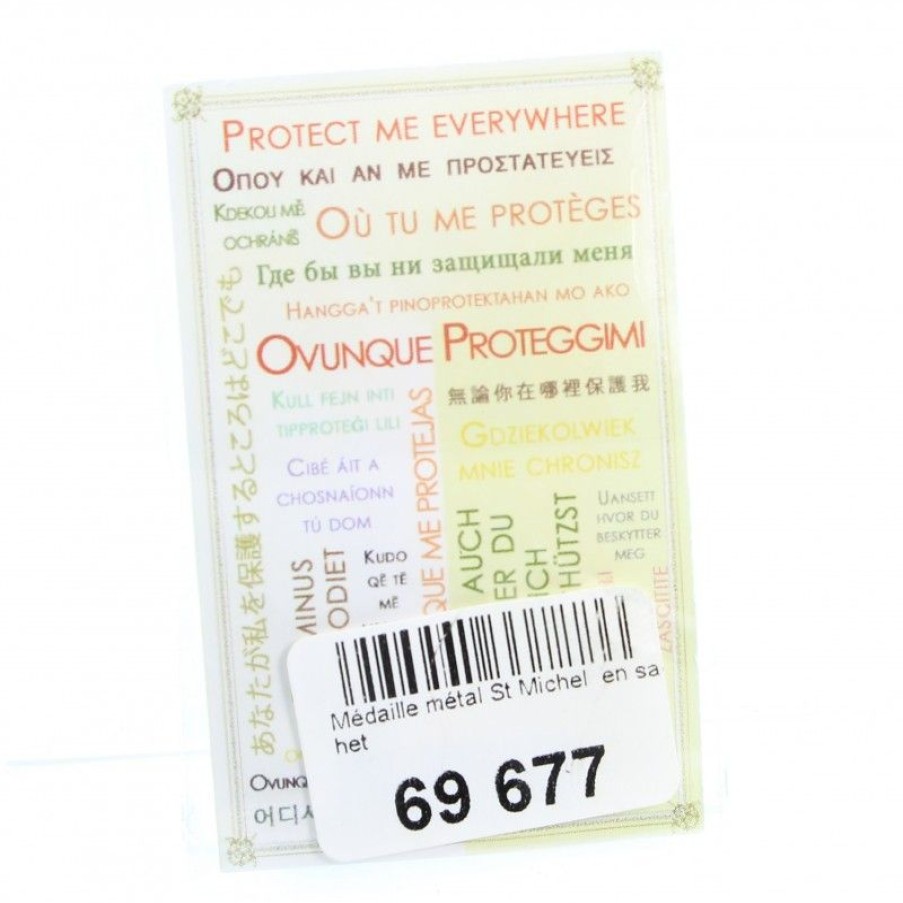 PROTECT ME EVERYWHERE
ΟΠΟΥ ΚΑΙ ΑΝ ΜΕ ΠΡΟΣΤΑΤΕΥΕΙΣ
KDEKOLI MĚ
OCHRÁNÍŠ
OÙ TU ME PROTÈGES
Где бы вы ни защищали меня
HANGGA'T PINOPROTEKTAHAN MO AKO
あなたが私を保護するところはどこでも
OVUNQUE PROTEGGIMI
KULL FEJN INTI
TIPPROTEĠI LILI
無論你在哪裡保護我
GDZIEKOLWIEK
MNIE CHRONISZ
CIBÉ ÁIT A
CHOSNAÍONN
TÚ DOM
QUE ME PROTEJAS
AUCH
ER DU
ICH
HÜTZST
UANSETT
HVOR DU
BESKYTTER
MEG
MINUS
ODIET
KUDO
QË TË
MË
LI
ZASGITITE
Médaille métal St Michel en sa
het
69 677
OVUNQ
어디